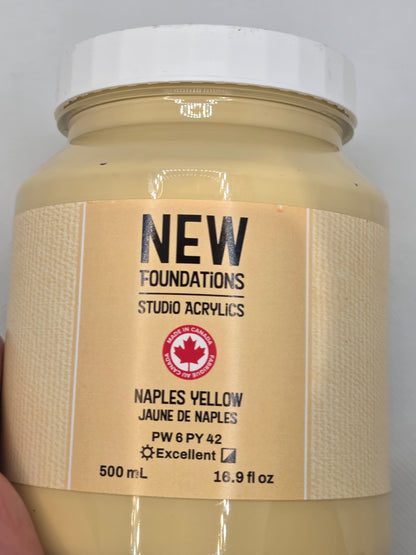 NEW
FOUNDATIONS
STUDIO ACRYLICS
MADE IN CANADA
FABRIQUÉ AU CANADA
NAPLES YELLOW
JAUNE DE NAPLES
PW 6 PY 42
Excellent
500 mL 16.9 fl oz